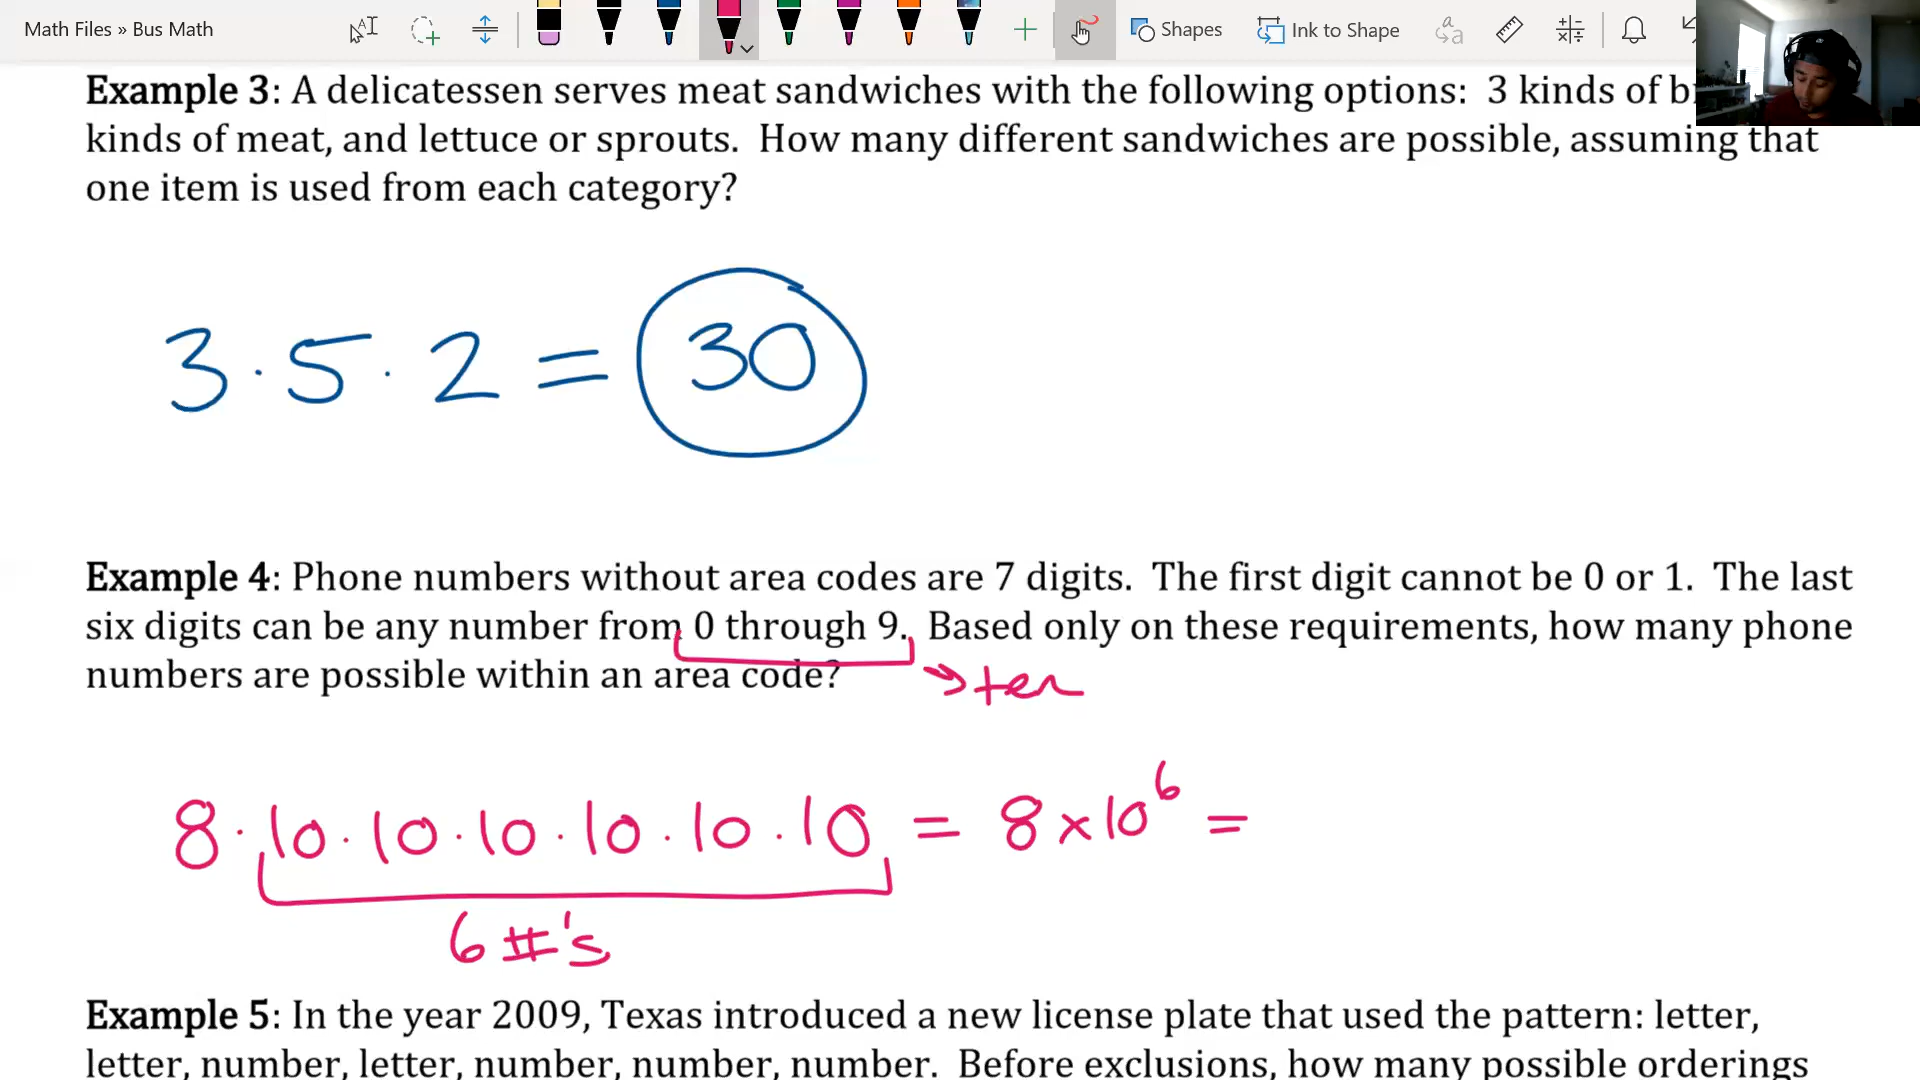 Math Files » Bus Math
Shapes
Ink to Shape
Example 3: A delicatessen serves meat sandwiches with the following options: 3 kinds of
kinds of meat, and lettuce or sprouts. How many different sandwiches are possible, assuming that
one item is used from each category?
3 · 5 · 2 = 30
Example 4: Phone numbers without area codes are 7 digits. The first digit cannot be 0 or 1. The last
six digits can be any number from 0 through 9. Based only on these requirements, how many phone
numbers are possible within an area code?
→ ten
8 · 10 · 10 · 10 · 10 · 10 · 10 = 8 × 10⁶ =
6 #'s
Example 5: In the year 2009, Texas introduced a new license plate that used the pattern: letter,
letter, number, letter, number, number, number. Before exclusions, how many possible orderings